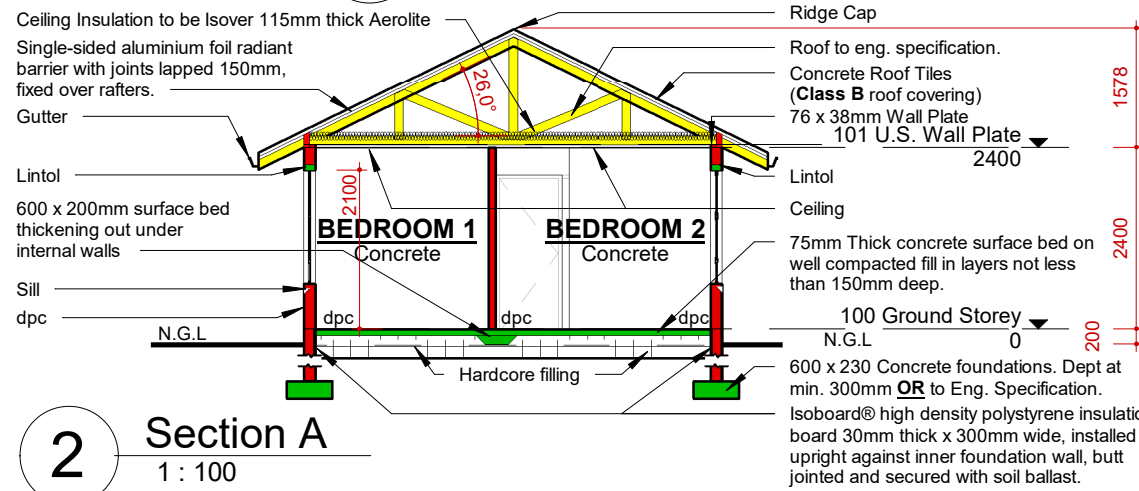 Ceiling Insulation to be Isover 115mm thick Aerolite
Single-sided aluminium foil radiant
barrier with joints lapped 150mm,
fixed over rafters.
Gutter
Lintol
600 x 200mm surface bed
thickening out under
internal walls
Sill
dpc
N.G.L
26,0°
2100
BEDROOM 1
Concrete
BEDROOM 2
Concrete
dpc
dpc
dpc
Hardcore filling
Ridge Cap
Roof to eng. specification.
Concrete Roof Tiles
(Class B roof covering)
76 x 38mm Wall Plate
101 U.S. Wall Plate
2400
Lintol
Ceiling
75mm Thick concrete surface bed on
well compacted fill in layers not less
than 150mm deep.
100 Ground Storey
N.G.L 0
600 x 230 Concrete foundations. Dept at
min. 300mm OR to Eng. Specification.
Isoboard® high density polystyrene insulatio
board 30mm thick x 300mm wide, installed
upright against inner foundation wall, butt
jointed and secured with soil ballast.
1578
2400
200
2
Section A
1 : 100